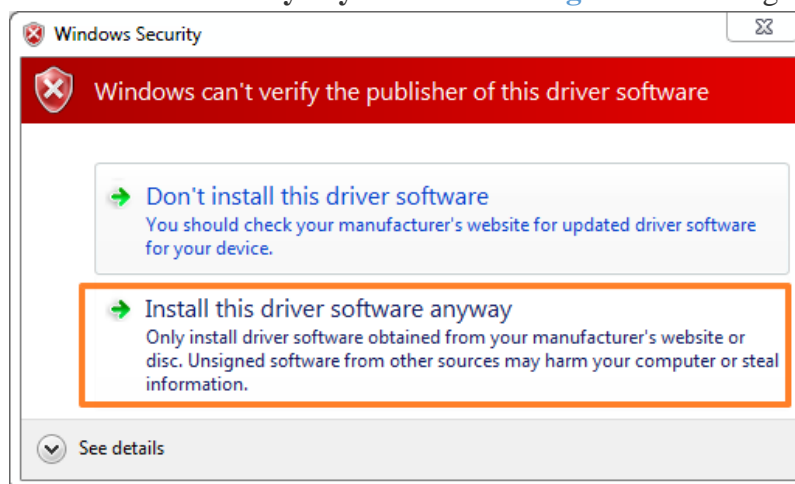 Windows Security
Windows can't verify the publisher of this driver software
Don't install this driver software
You should check your manufacturer's website for updated driver software
for your device.
Install this driver software anyway
Only install driver software obtained from your manufacturer's website or
disc. Unsigned software from other sources may harm your computer or steal
information.
See details